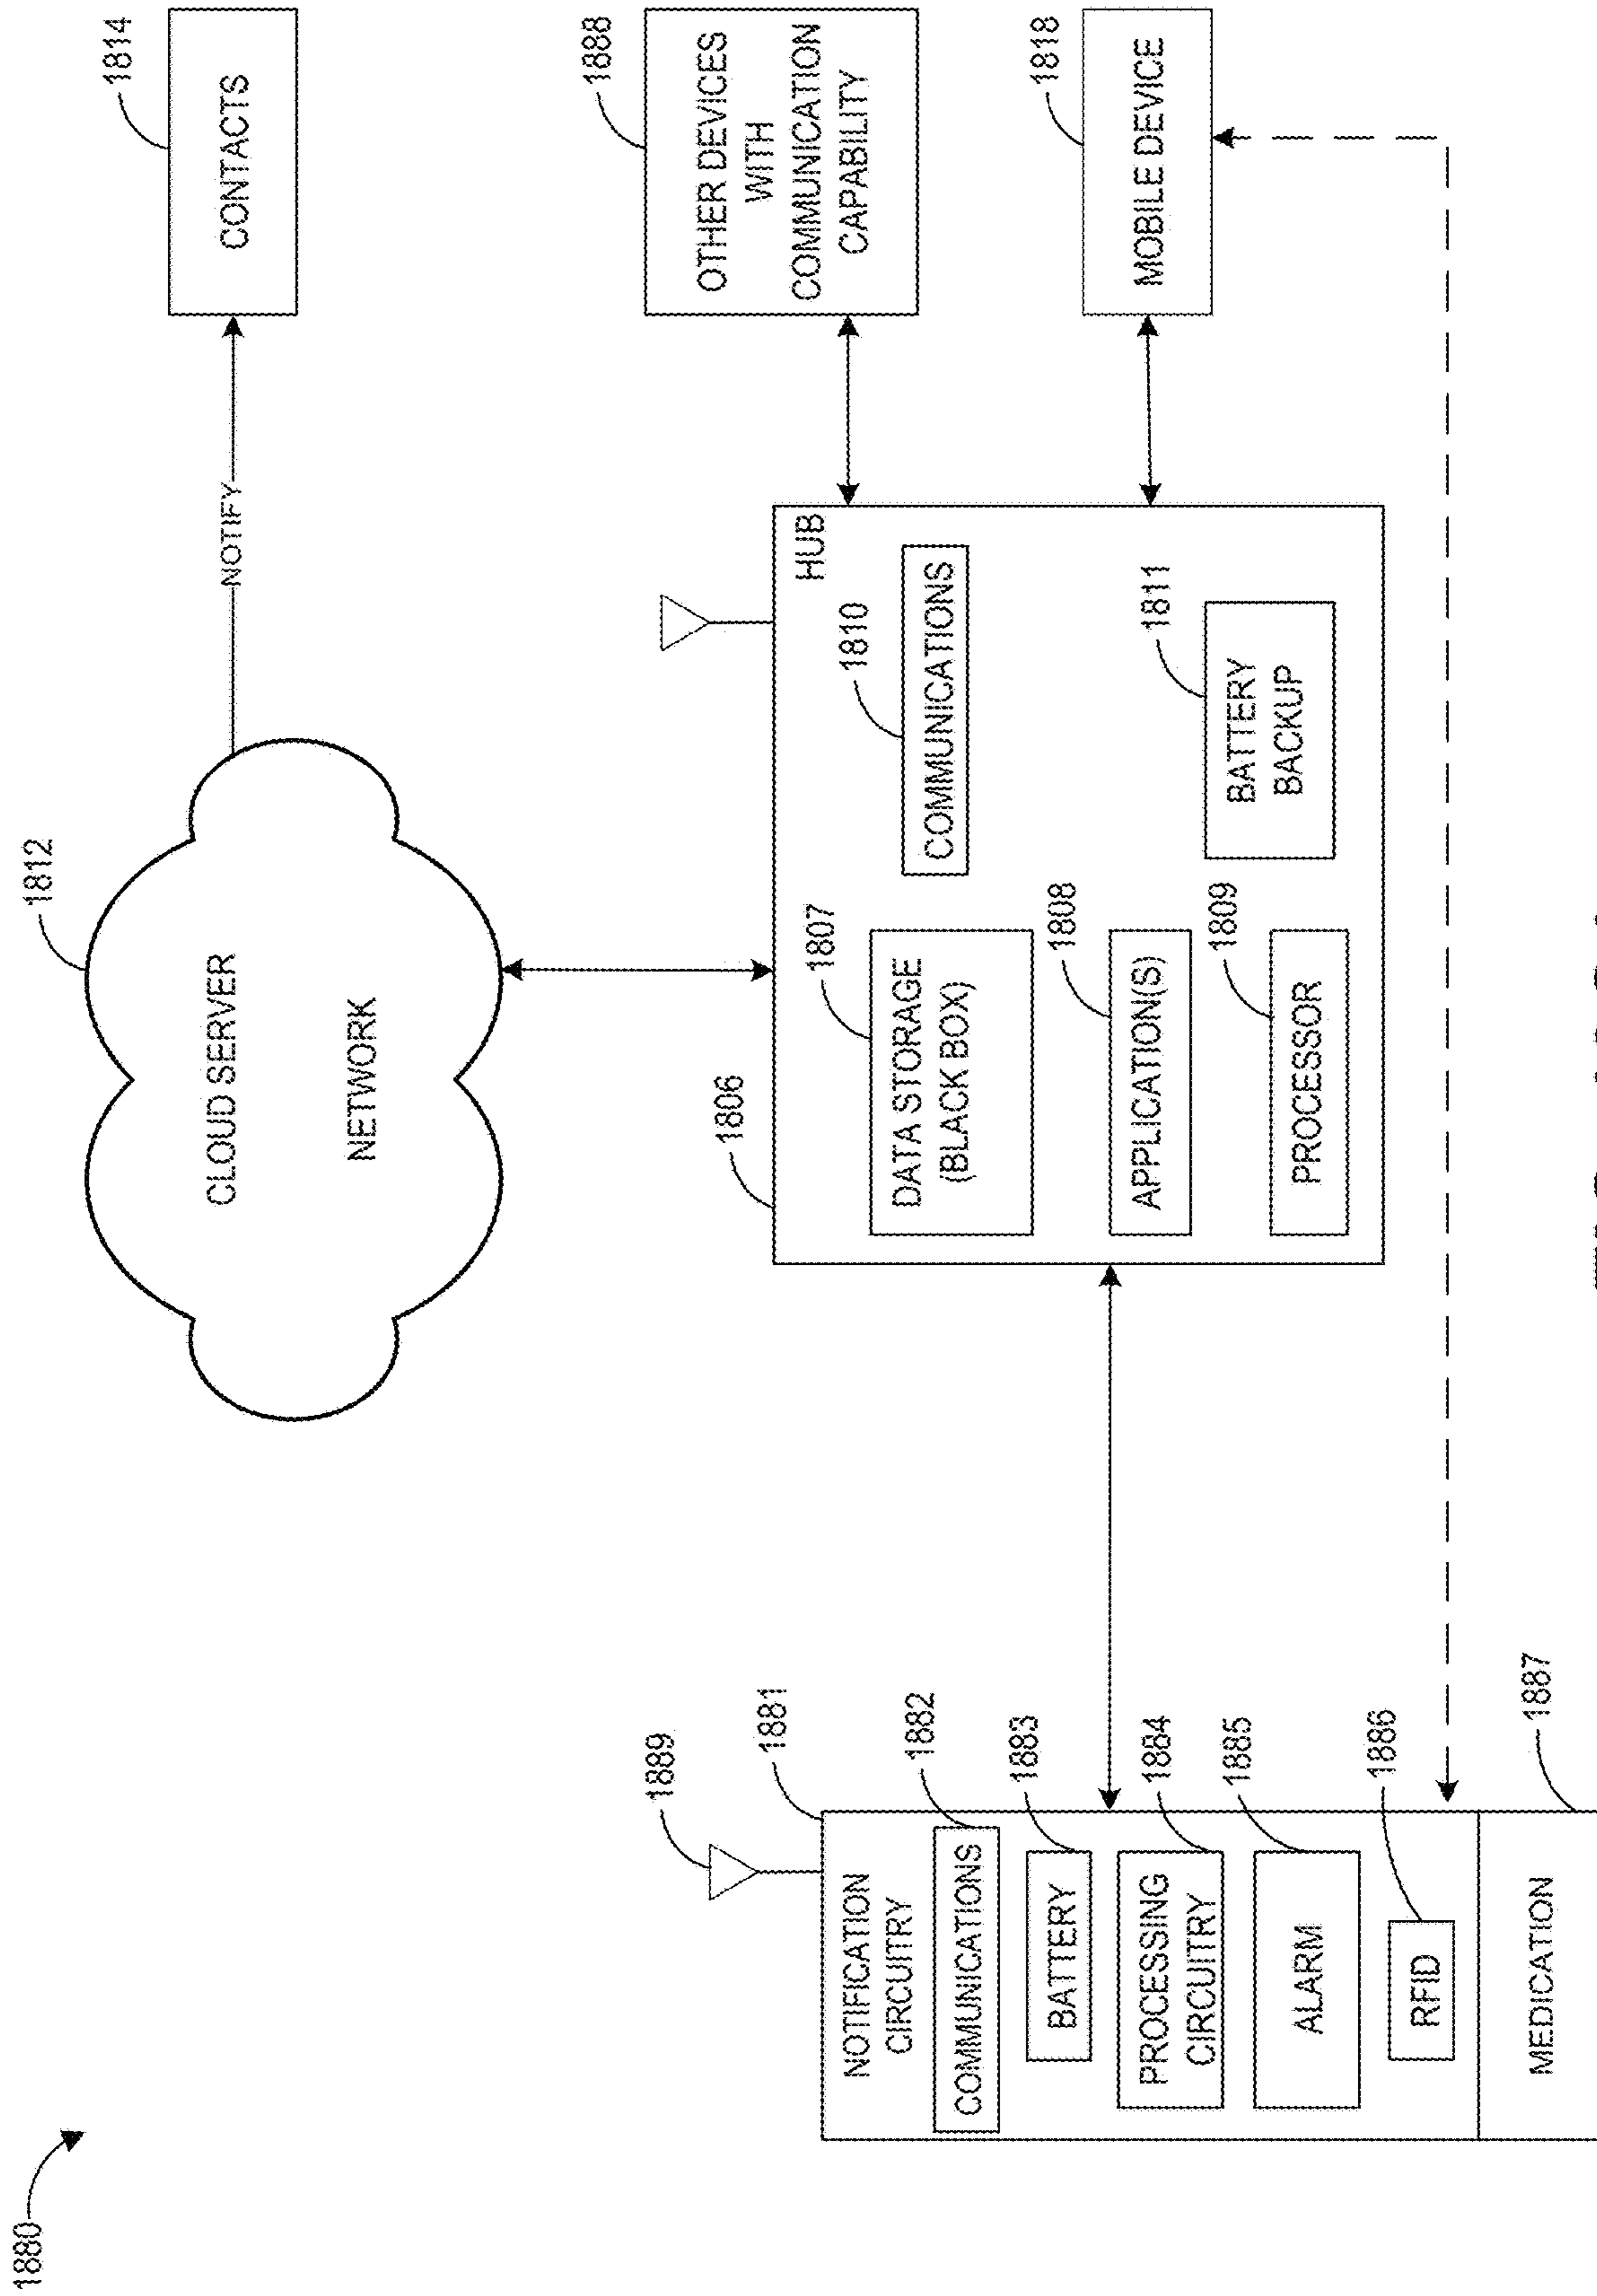 1880
1812
CLOUD SERVER
NETWORK
NOTIFY
1814
CONTACTS
1888
OTHER DEVICES
WITH
COMMUNICATION
CAPABILITY
1818
MOBILE DEVICE
1806
HUB
1807
DATA STORAGE
(BLACK BOX)
1810
COMMUNICATIONS
1808
APPLICATION(S)
1811
BATTERY
BACKUP
1809
PROCESSOR
1889
1881
NOTIFICATION
CIRCUITRY
1882
COMMUNICATIONS
1883
BATTERY
1884
PROCESSING
CIRCUITRY
1885
ALARM
1886
RFID
1887
MEDICATION